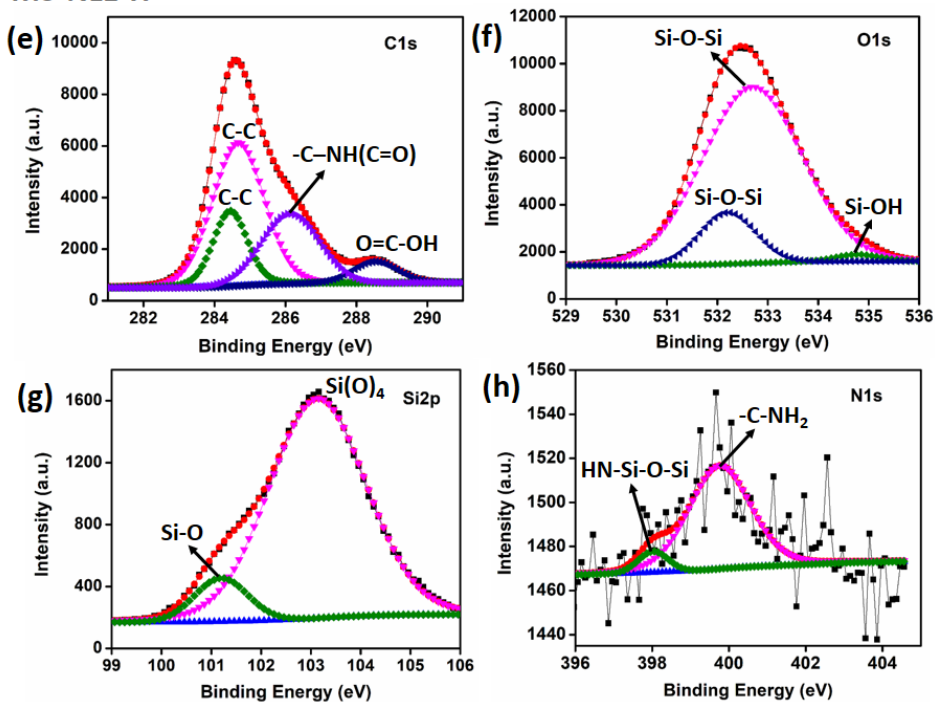 (e)
C1s
10000
8000
6000
4000
2000
0
Intensity (a.u.)
C-C
C-C
-C–NH(C=O)
O=C-OH
282 284 286 288 290
Binding Energy (eV)
(f)
O1s
12000
10000
8000
6000
4000
2000
0
Intensity (a.u.)
Si-O-Si
Si-O-Si
Si-OH
529 530 531 532 533 534 535 536
Binding Energy (eV)
(g)
Si2p
1600
1200
800
400
0
Intensity (a.u.)
Si(O)₄
Si-O
99 100 101 102 103 104 105 106
Binding Energy (eV)
(h)
N1s
1560
1540
1520
1500
1480
1460
1440
Intensity (a.u.)
-C-NH₂
HN-Si-O-Si
396 398 400 402 404
Binding Energy (eV)